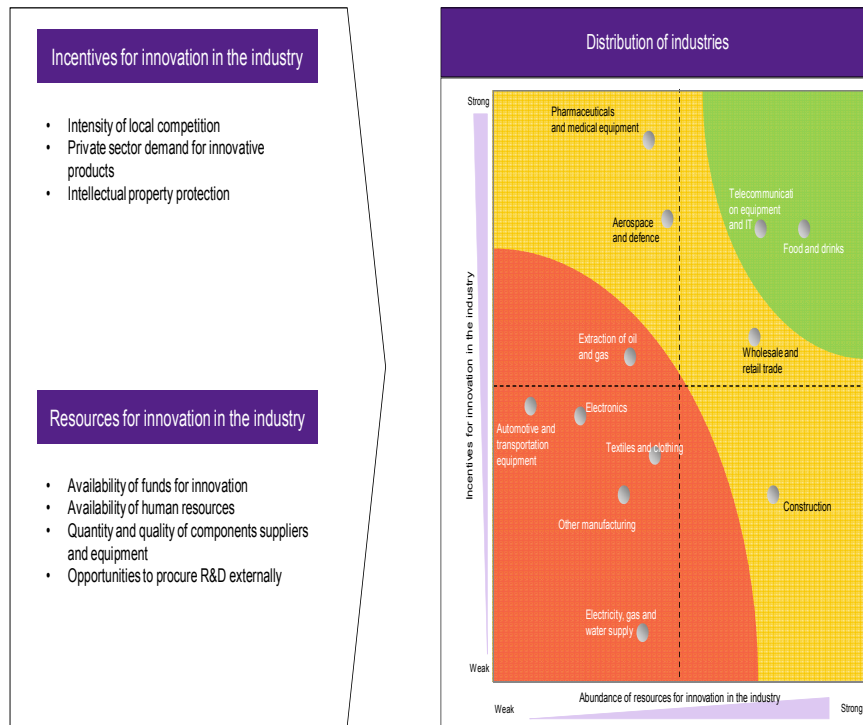 Incentives for innovation in the industry
• Intensity of local competition
• Private sector demand for innovative
products
• Intellectual property protection
Resources for innovation in the industry
• Availability of funds for innovation
• Availability of human resources
• Quantity and quality of components suppliers
and equipment
• Opportunities to procure R&D externally
Distribution of industries
Strong
Incentives for innovation in the industry
Weak
Pharmaceuticals
and medical equipment
Aerospace
and defence
Telecommunicati
on equipment
and IT
Food and drinks
Extraction of oil
and gas
Wholesale and
retail trade
Electronics
Automotive and
transportation
equipment
Textiles and clothing
Other manufacturing
Construction
Electricity, gas and
water supply
Abundance of resources for innovation in the industry
Weak
Strong